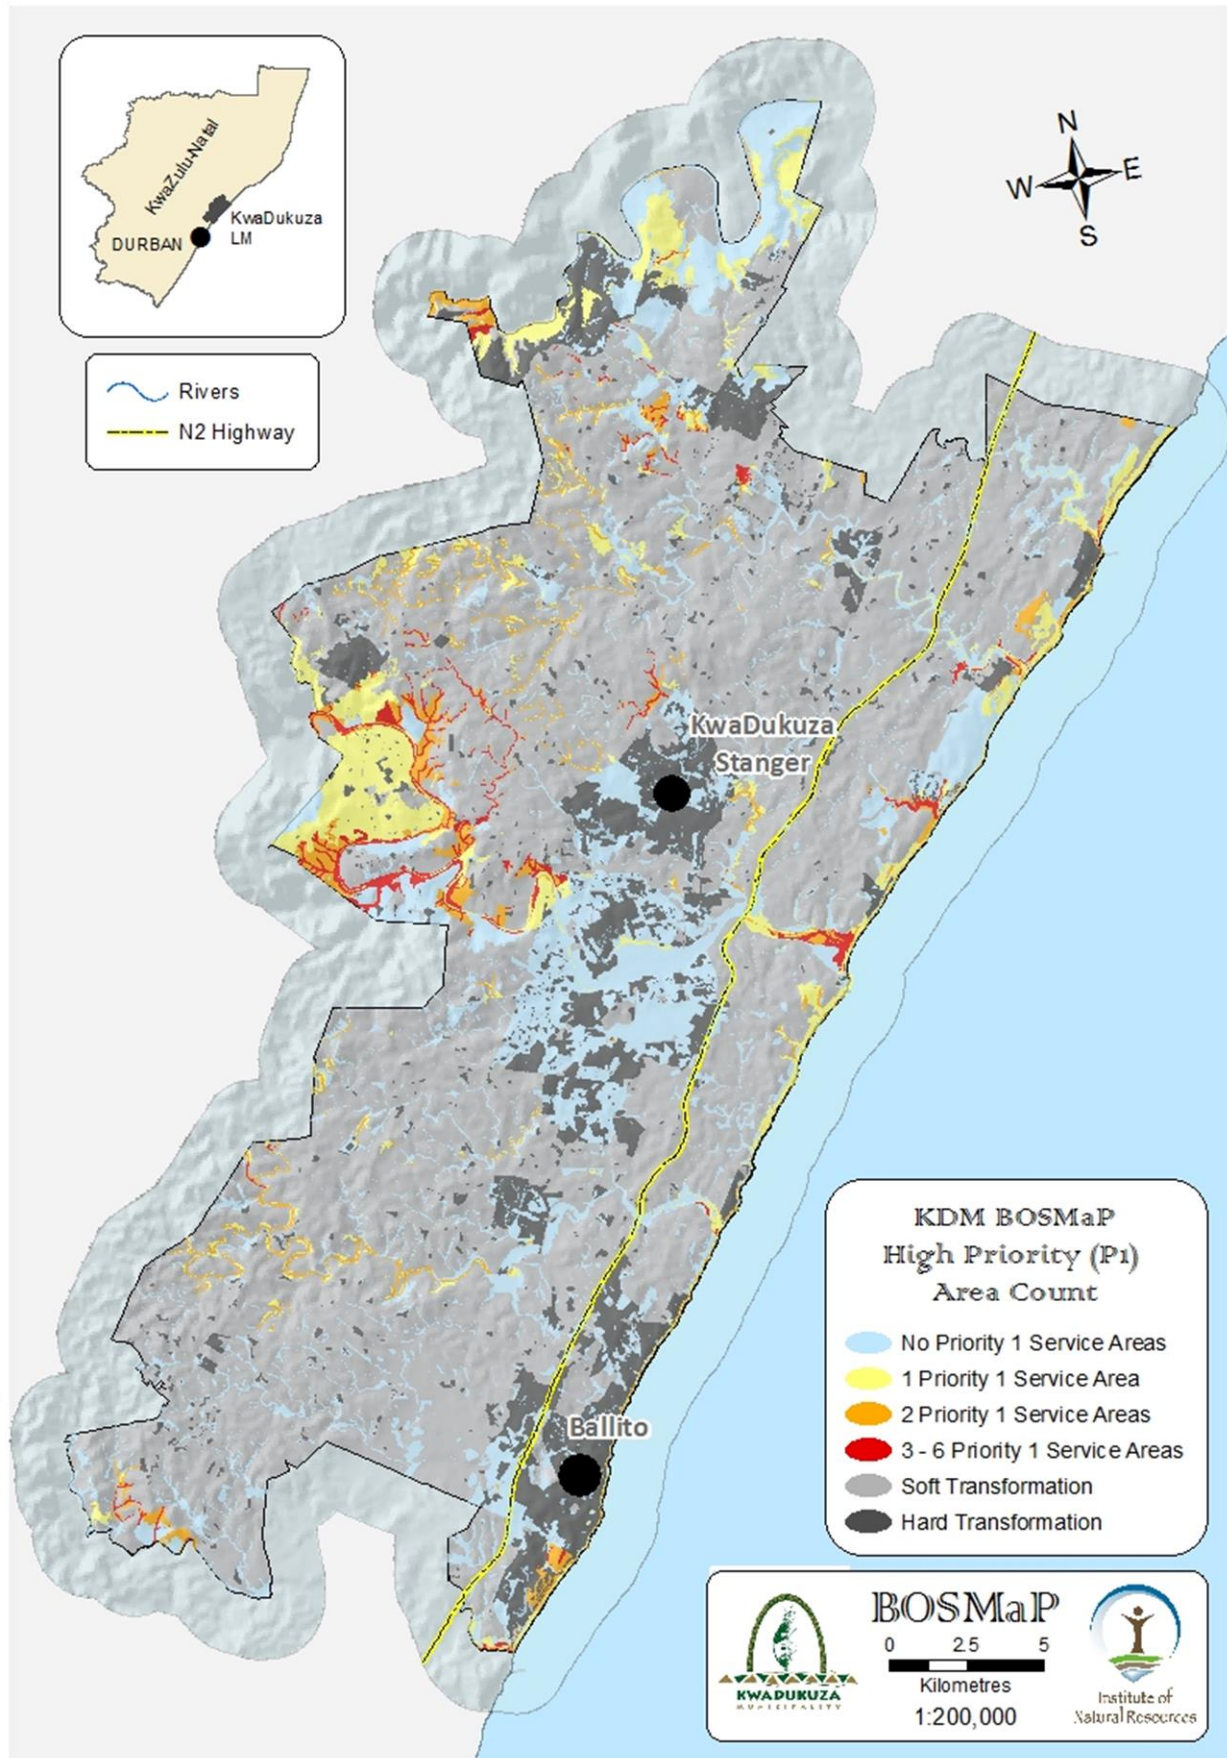 KwaZulu-Natal
KwaDukuza
LM
DURBAN
N
W E
S
Rivers
N2 Highway
KwaDukuza
Stanger
Ballito
KDM BOSMaP
High Priority (P1)
Area Count
No Priority 1 Service Areas
1 Priority 1 Service Area
2 Priority 1 Service Areas
3 - 6 Priority 1 Service Areas
Soft Transformation
Hard Transformation
BOSMaP
0 2.5 5
Kilometres
1:200,000
KWADUKUZA
MUNICIPALITY
Institute of
Natural Resources